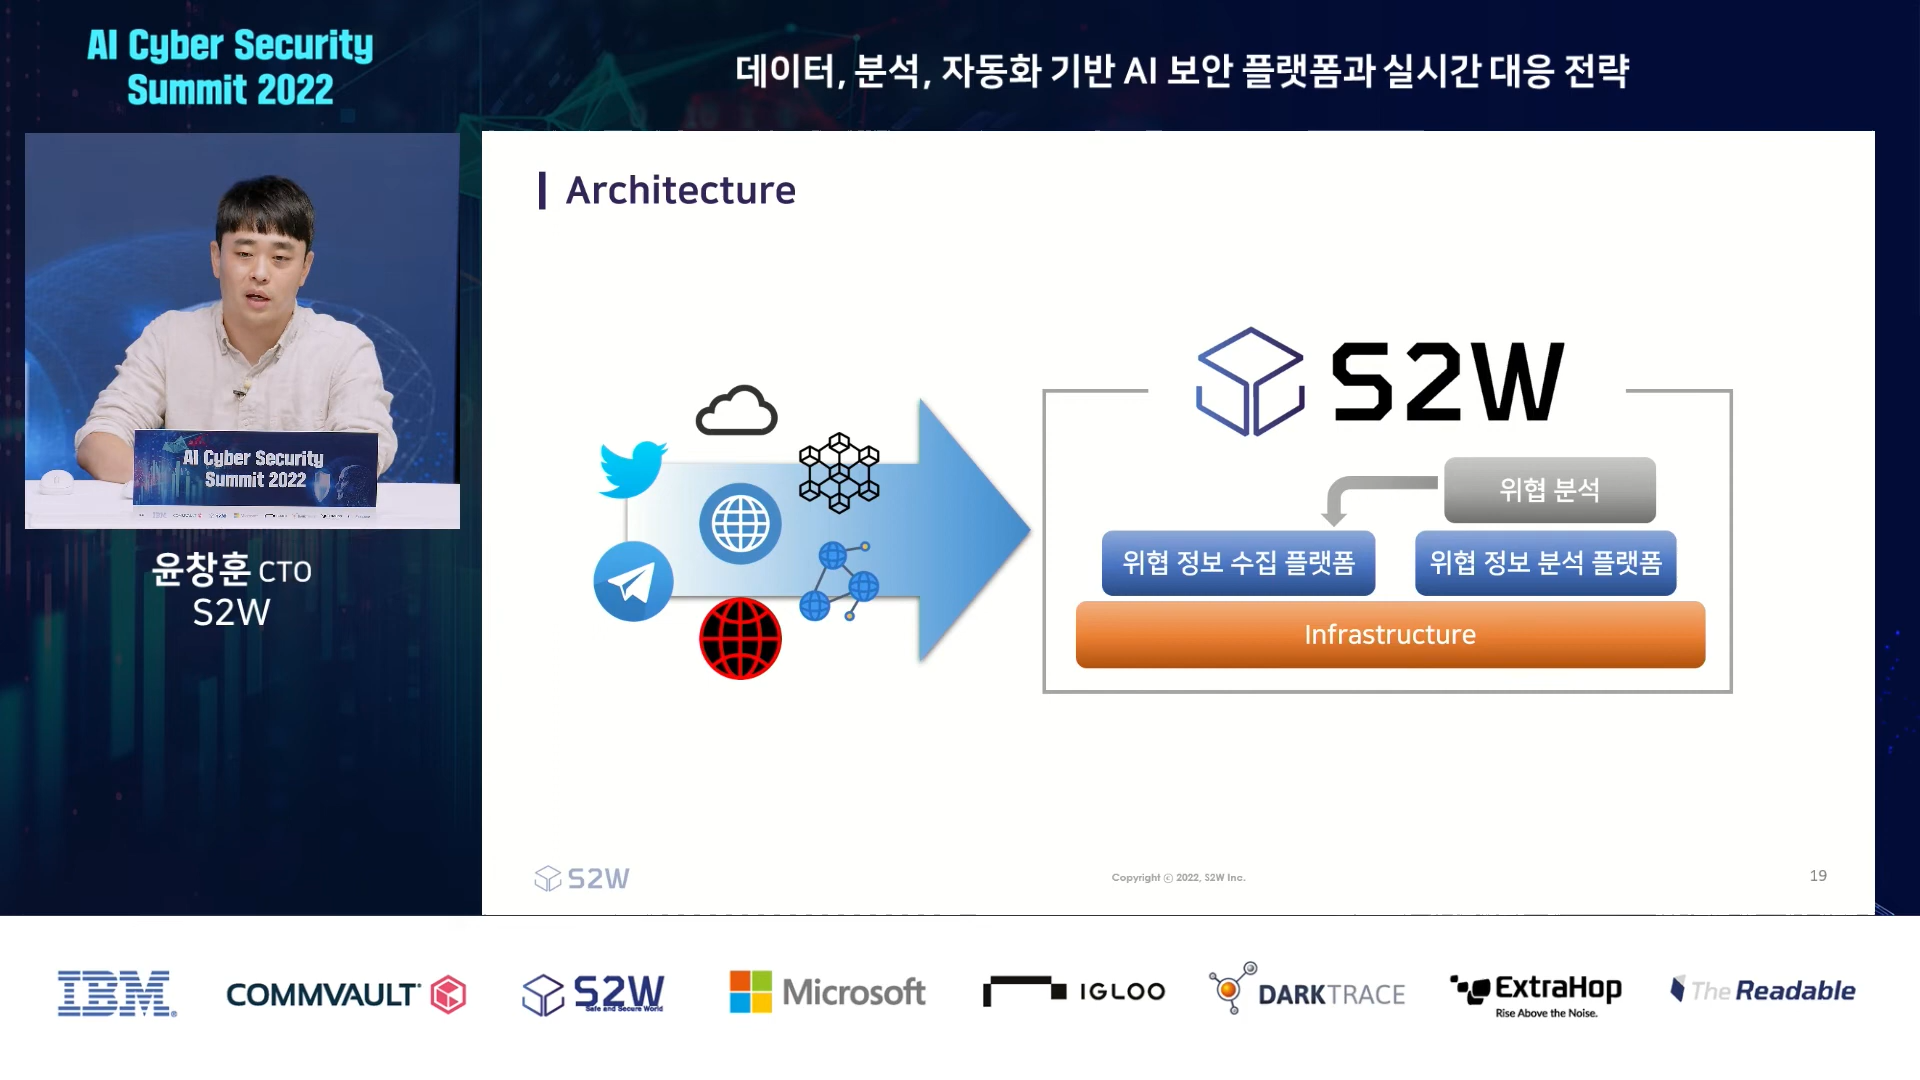 AI Cyber Security
Summit 2022
데이터, 분석, 자동화 기반 AI 보안 플랫폼과 실시간 대응 전략
AI Cyber Security
Summit 2022
윤창훈 CTO
S2W
Architecture
S2W
위협 분석
위협 정보 수집 플랫폼
위협 정보 분석 플랫폼
Infrastructure
S2W
Copyright ⓒ 2022, S2W Inc.
19
IBM
COMMVAULT
S2W
Safe and Secure World
Microsoft
IGLOO
DARKTRACE
ExtraHop
Rise Above the Noise.
The Readable